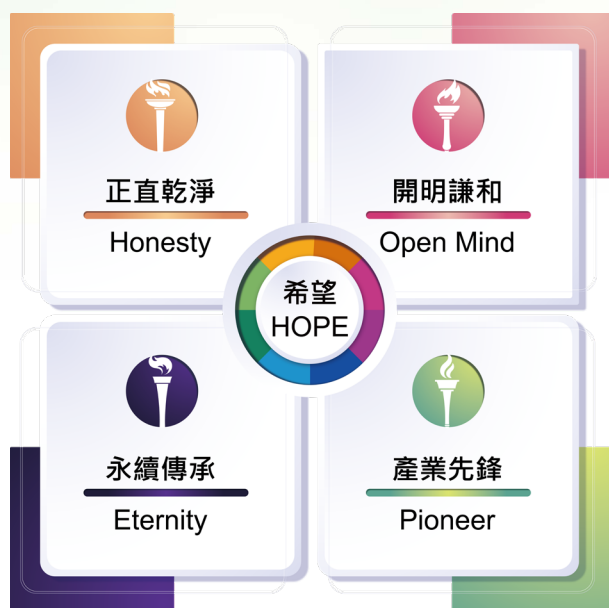 正直乾淨
Honesty
開明謙和
Open Mind
希望
HOPE
永續傳承
Eternity
產業先鋒
Pioneer